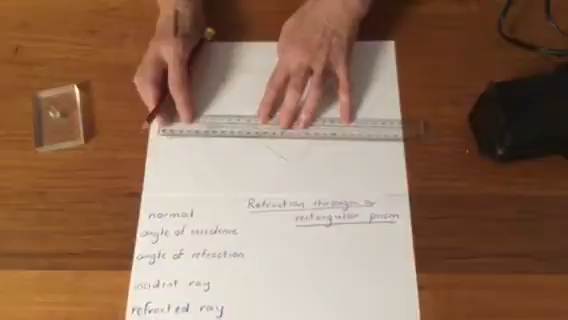 Refraction through a
rectangular prism
normal
angle of incidence
angle of refraction
incident ray
refracted ray